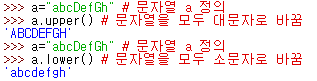 >>> a="abcDefGh" # 문자열 a 정의
>>> a.upper() # 문자열을 모두 대문자로 바꿈
'ABCDEFGH'
>>> a="abcDefGh" # 문자열 a 정의
>>> a.lower() # 문자열을 모두 소문자로 바꿈
'abcdefgh'